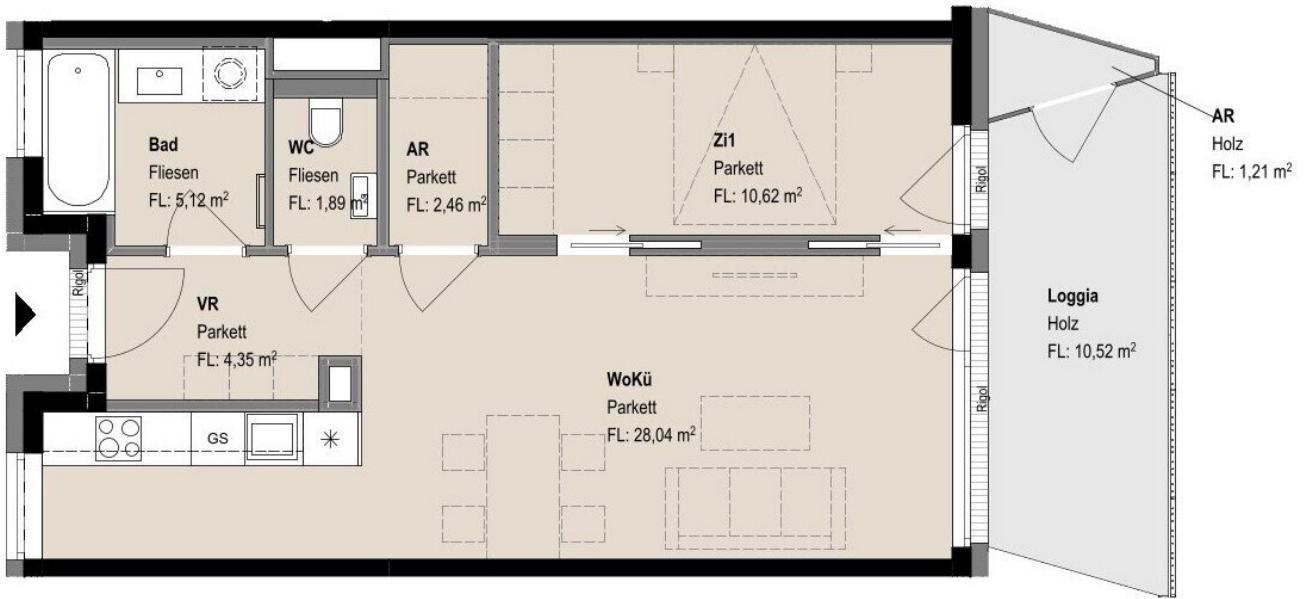 Bad
Fliesen
FL: 5,12 m²
WC
Fliesen
FL: 1,89 m²
AR
Parkett
FL: 2,46 m²
Zi1
Parkett
FL: 10,62 m²
Rigol
AR
Holz
FL: 1,21 m²
Rigol
VR
Parkett
FL: 4,35 m²
Loggia
Holz
FL: 10,52 m²
WoKü
Parkett
FL: 28,04 m²
Rigol
GS